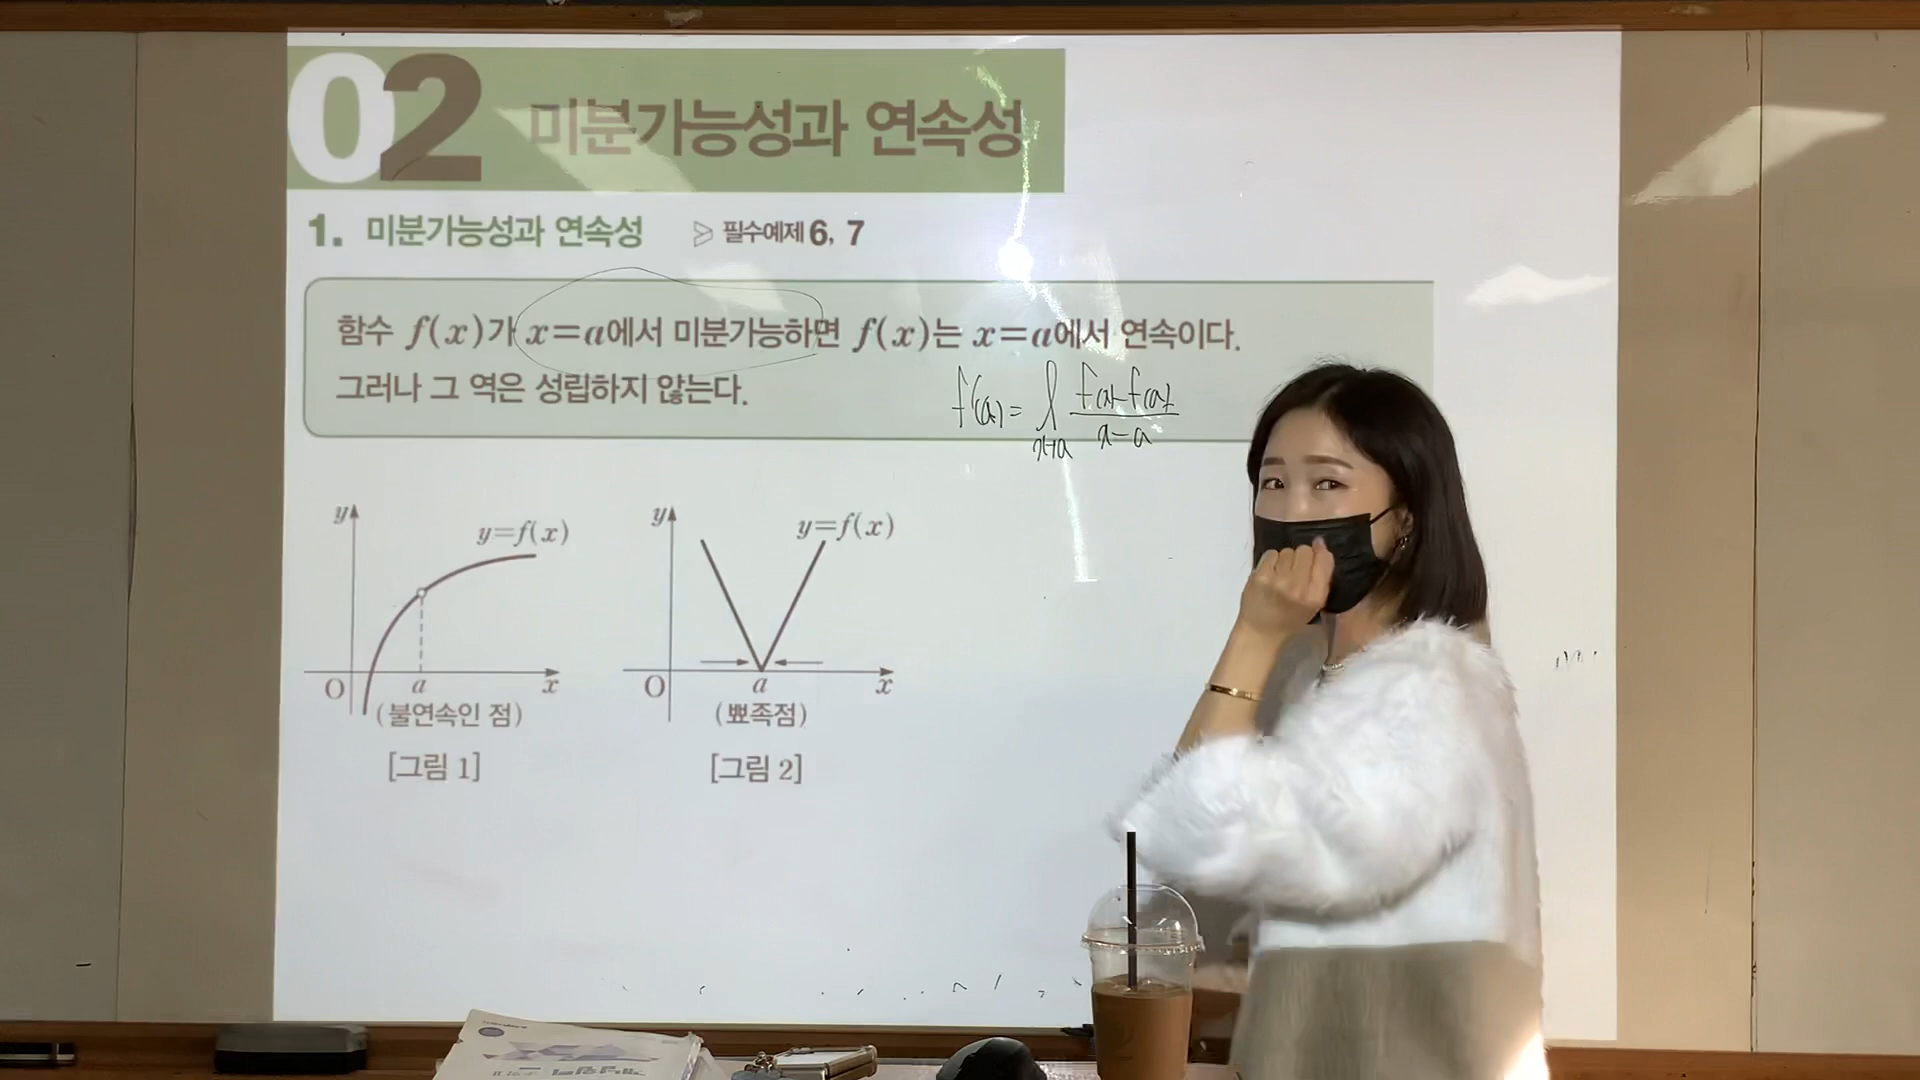 02 미분가능성과 연속성
1. 미분가능성과 연속성 ▷ 필수예제 6, 7
함수 f(x)가 x=a에서 미분가능하면 f(x)는 x=a에서 연속이다.
그러나 그 역은 성립하지 않는다.
f'(a) = l f(x)-f(a)
x→a x-a
y y=f(x)
O a x
(불연속인 점)
[그림 1]
y y=f(x)
O a x
(뾰족점)
[그림 2]